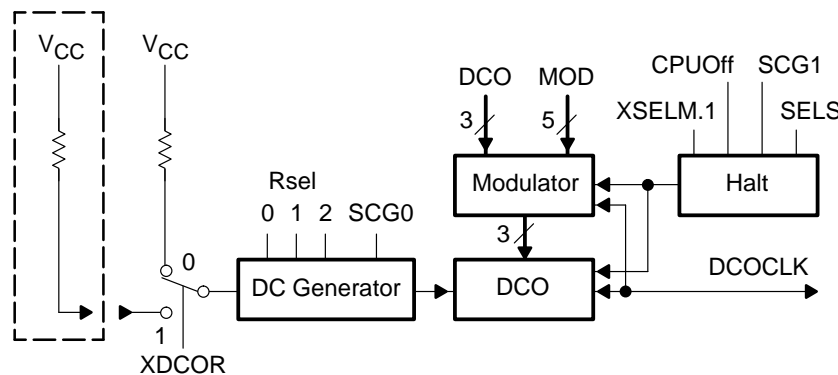 VCC
VCC
DCO
MOD
CPUOff
SCG1
3
5
XSELM.1
SELS
Modulator
Halt
Rsel
0
1
2
SCG0
3
0
DC Generator
DCO
DCOCLK
1
XDCOR